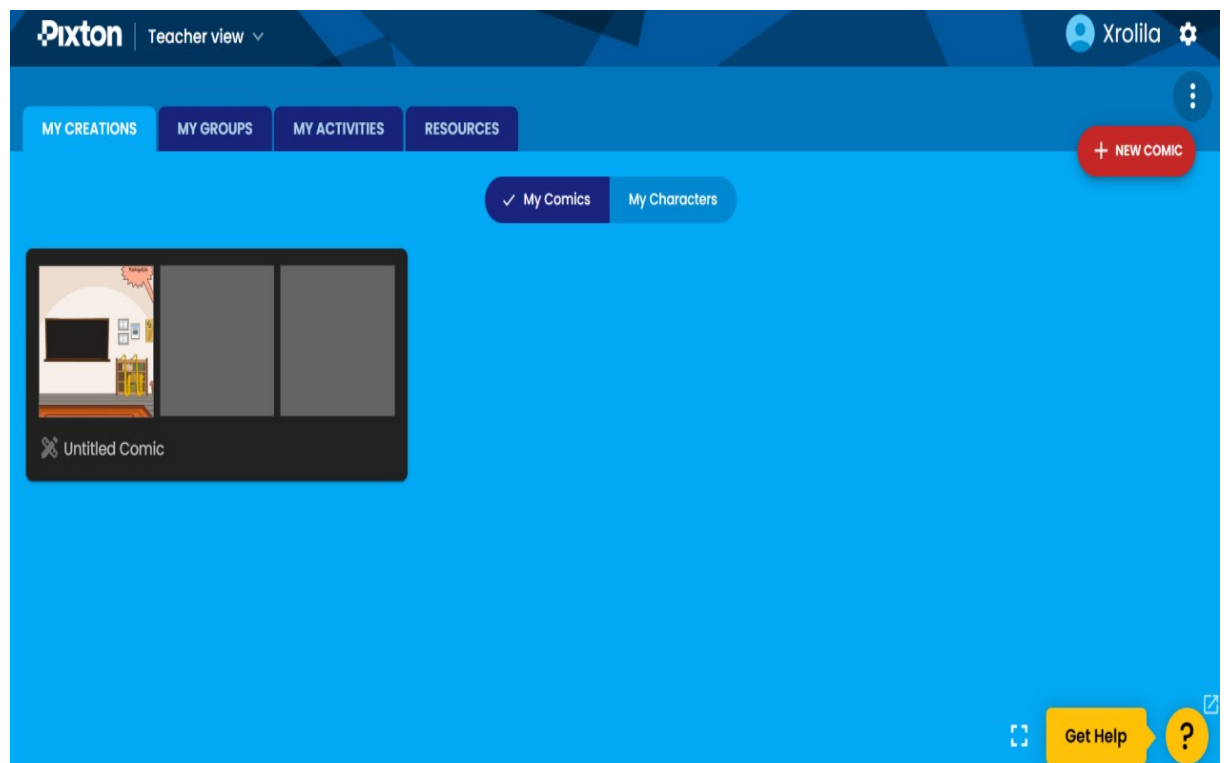 Pixton Teacher view Xrolila
MY CREATIONS MY GROUPS MY ACTIVITIES RESOURCES
+ NEW COMIC
My Comics My Characters
Untitled Comic
Get Help ?